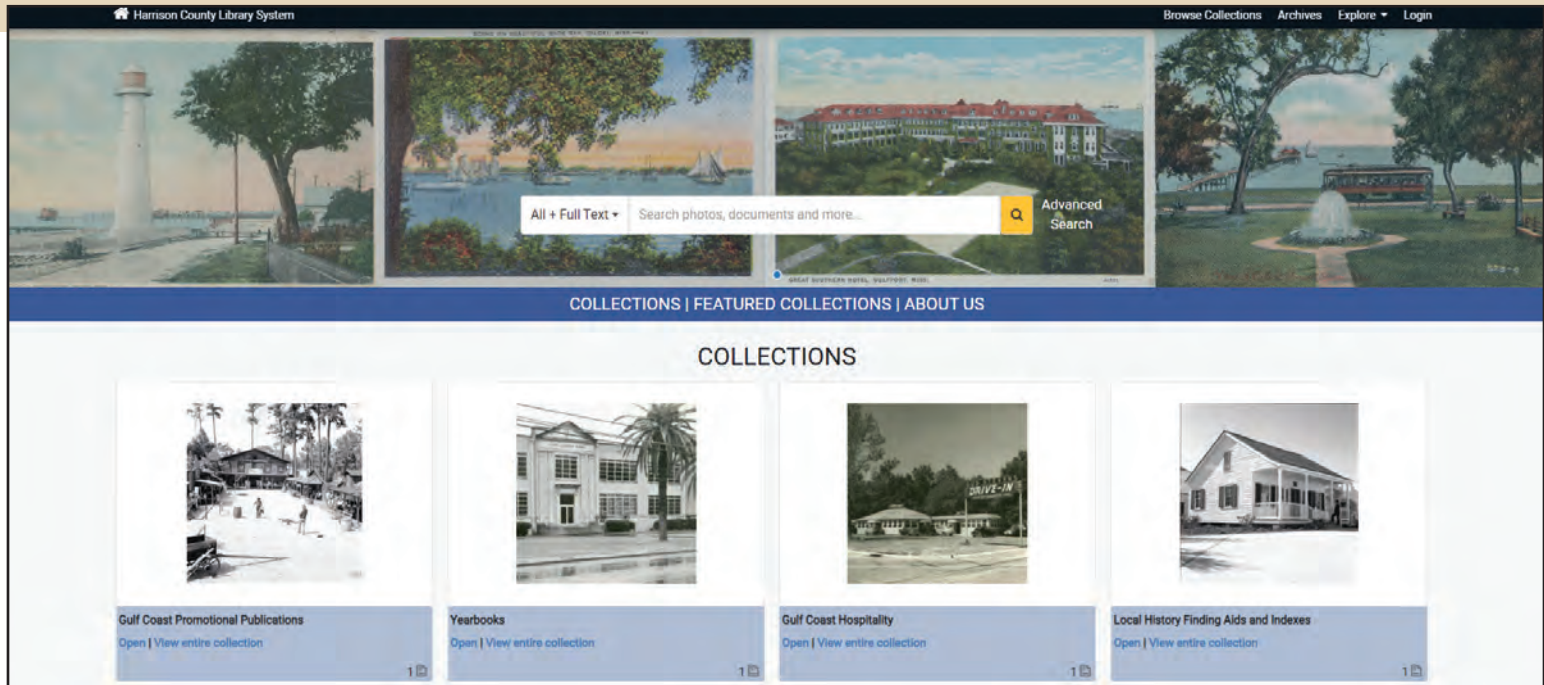 Harrison County Library System
Browse Collections Archives Explore Login
All + Full Text
Search photos, documents and more...
Advanced
Search
GREAT SOUTHERN HOTEL, GULFPORT, MISS.
COLLECTIONS | FEATURED COLLECTIONS | ABOUT US
COLLECTIONS
DRIVE-IN
Gulf Coast Promotional Publications
Open | View entire collection
1
Yearbooks
Open | View entire collection
1
Gulf Coast Hospitality
Open | View entire collection
1
Local History Finding Aids and Indexes
Open | View entire collection
1